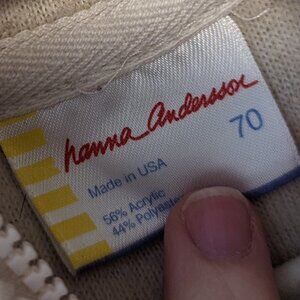 hanna Andersson
70
Made in USA
56% Acrylic
44% Polyester